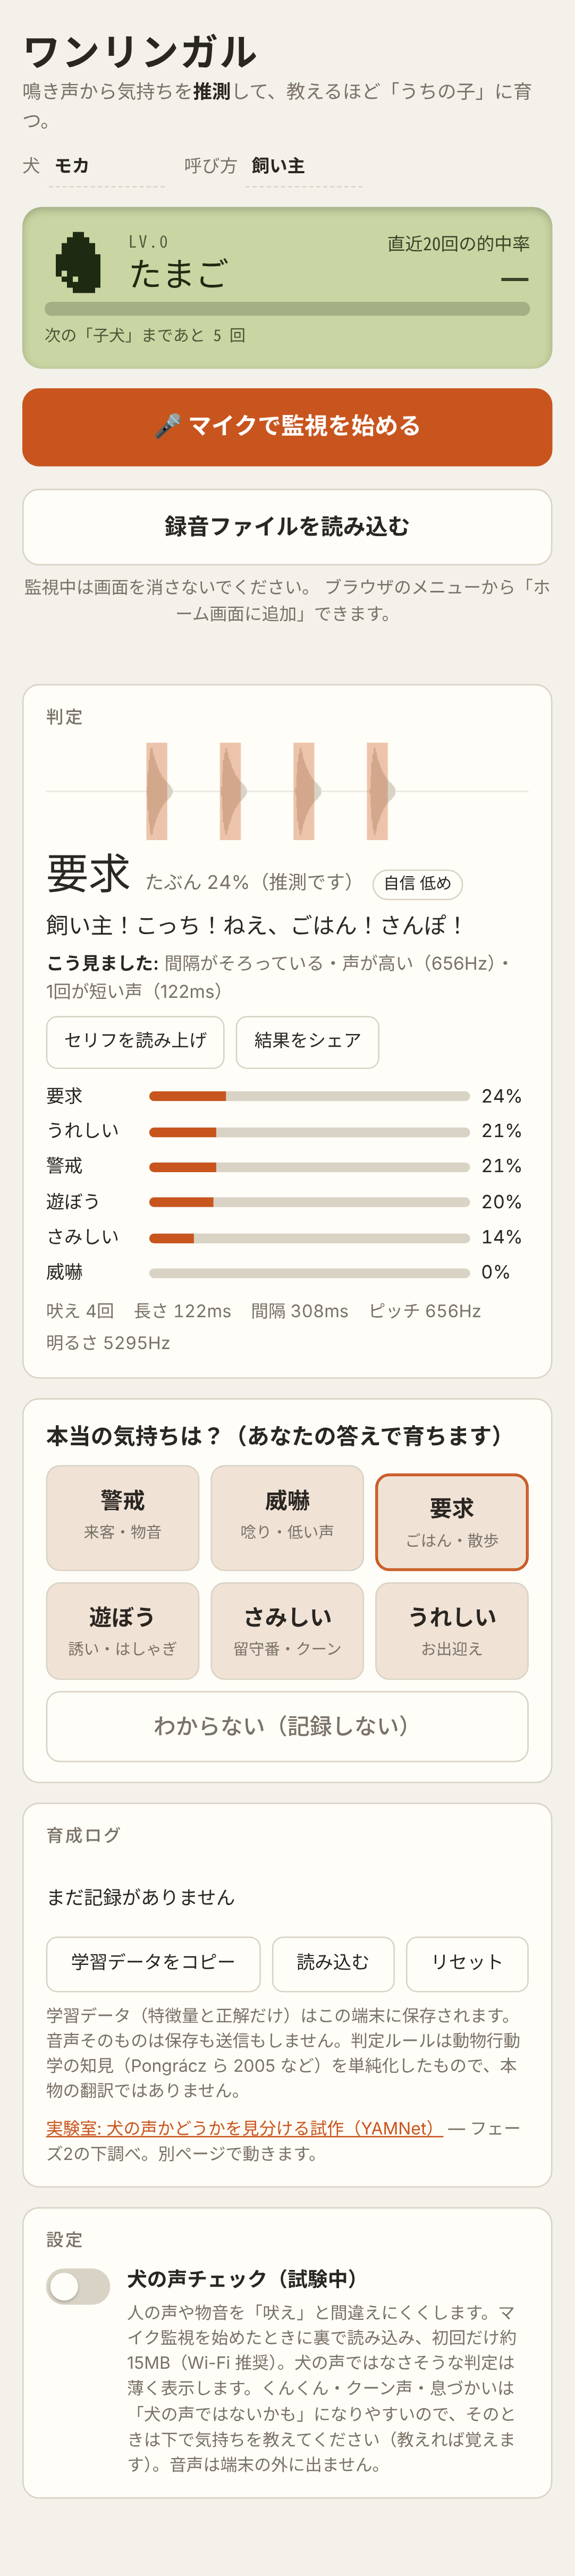 ワンリンガル
鳴き声から気持ちを推測して、教えるほど「うちの子」に育
つ。
犬 モカ 呼び方 飼い主
LV.0
たまご
直近20回の的中率
—
次の「子犬」まであと 5 回
🎤 マイクで監視を始める
録音ファイルを読み込む
監視中は画面を消さないでください。 ブラウザのメニューから「ホ
ーム画面に追加」できます。
判定
要求 たぶん 24%（推測です） 自信 低め
飼い主！こっち！ねえ、ごはん！さんぽ！
こう見ました: 間隔がそろっている・声が高い（656Hz）・
1回が短い声（122ms）
セリフを読み上げ 結果をシェア
要求 24%
うれしい 21%
警戒 21%
遊ぼう 20%
さみしい 14%
威嚇 0%
吠え 4回 長さ 122ms 間隔 308ms ピッチ 656Hz
明るさ 5295Hz
本当の気持ちは？（あなたの答えで育ちます）
警戒
来客・物音
威嚇
唸り・低い声
要求
ごはん・散歩
遊ぼう
誘い・はしゃぎ
さみしい
留守番・クーン
うれしい
お出迎え
わからない（記録しない）
育成ログ
まだ記録がありません
学習データをコピー 読み込む リセット
学習データ（特徴量と正解だけ）はこの端末に保存されます。
音声そのものは保存も送信もしません。判定ルールは動物行動
学の知見（Pongrácz ら 2005 など）を単純化したもので、本
物の翻訳ではありません。
実験室: 犬の声かどうかを見分ける試作（YAMNet） — フェー
ズ2の下調べ。別ページで動きます。
設定
犬の声チェック（試験中）
人の声や物音を「吠え」と間違えにくくします。マ
イク監視を始めたときに裏で読み込み、初回だけ約
15MB（Wi-Fi 推奨）。犬の声ではなさそうな判定は
薄く表示します。くんくん・クーン声・息づかいは
「犬の声ではないかも」になりやすいので、そのと
きは下で気持ちを教えてください（教えれば覚えま
す）。音声は端末の外に出ません。